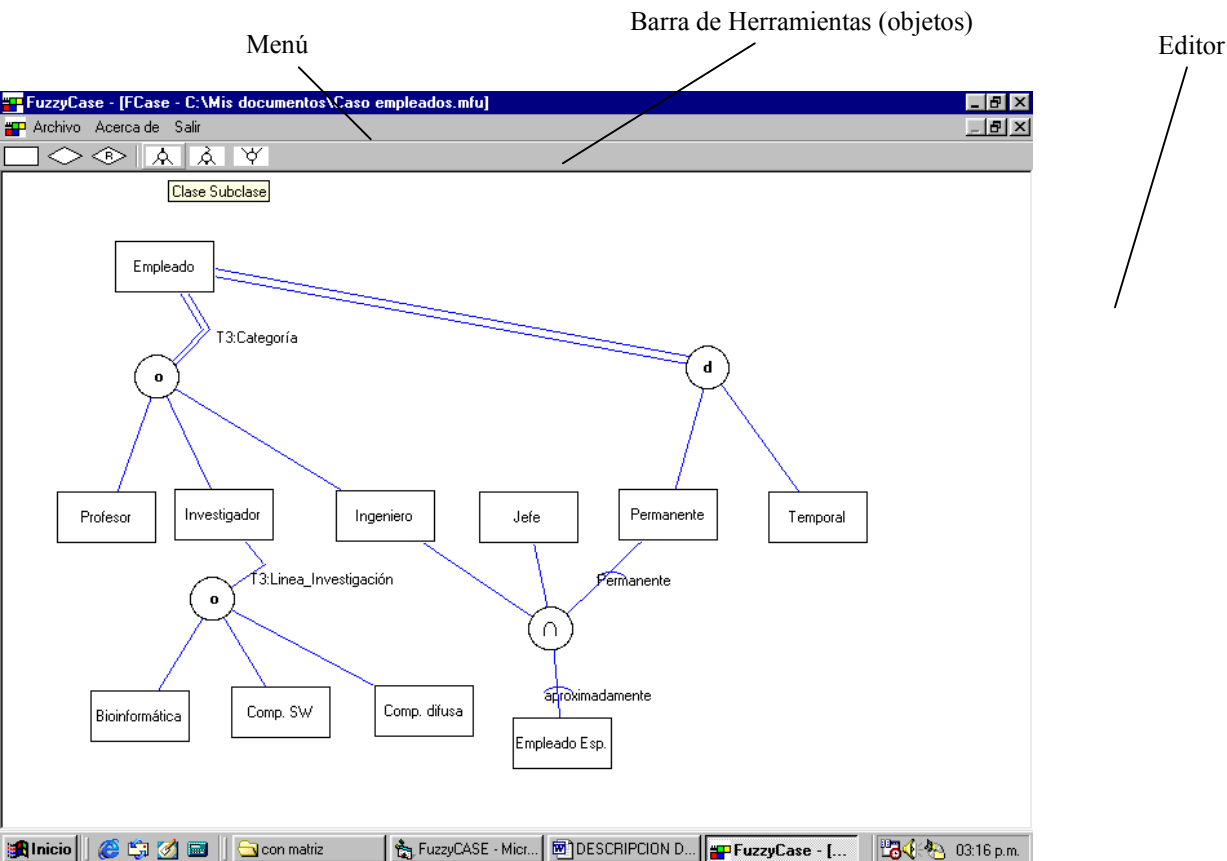 Barra de Herramientas (objetos)
Menú
Editor
FuzzyCase - [FCase - C:\Mis documentos\Caso empleados.mfu]
Archivo Acerca de Salir
R
Clase Subclase
Empleado
T3:Categoría
o
d
Profesor
Investigador
Ingeniero
Jefe
Permanente
Temporal
T3:Linea_Investigación
Permanente
o
∩
aproximadamente
Bioinformática
Comp. SW
Comp. difusa
Empleado Esp.
Inicio
con matriz
FuzzyCASE - Micr...
DESCRIPCION D...
FuzzyCase - [...
03:16 p.m.